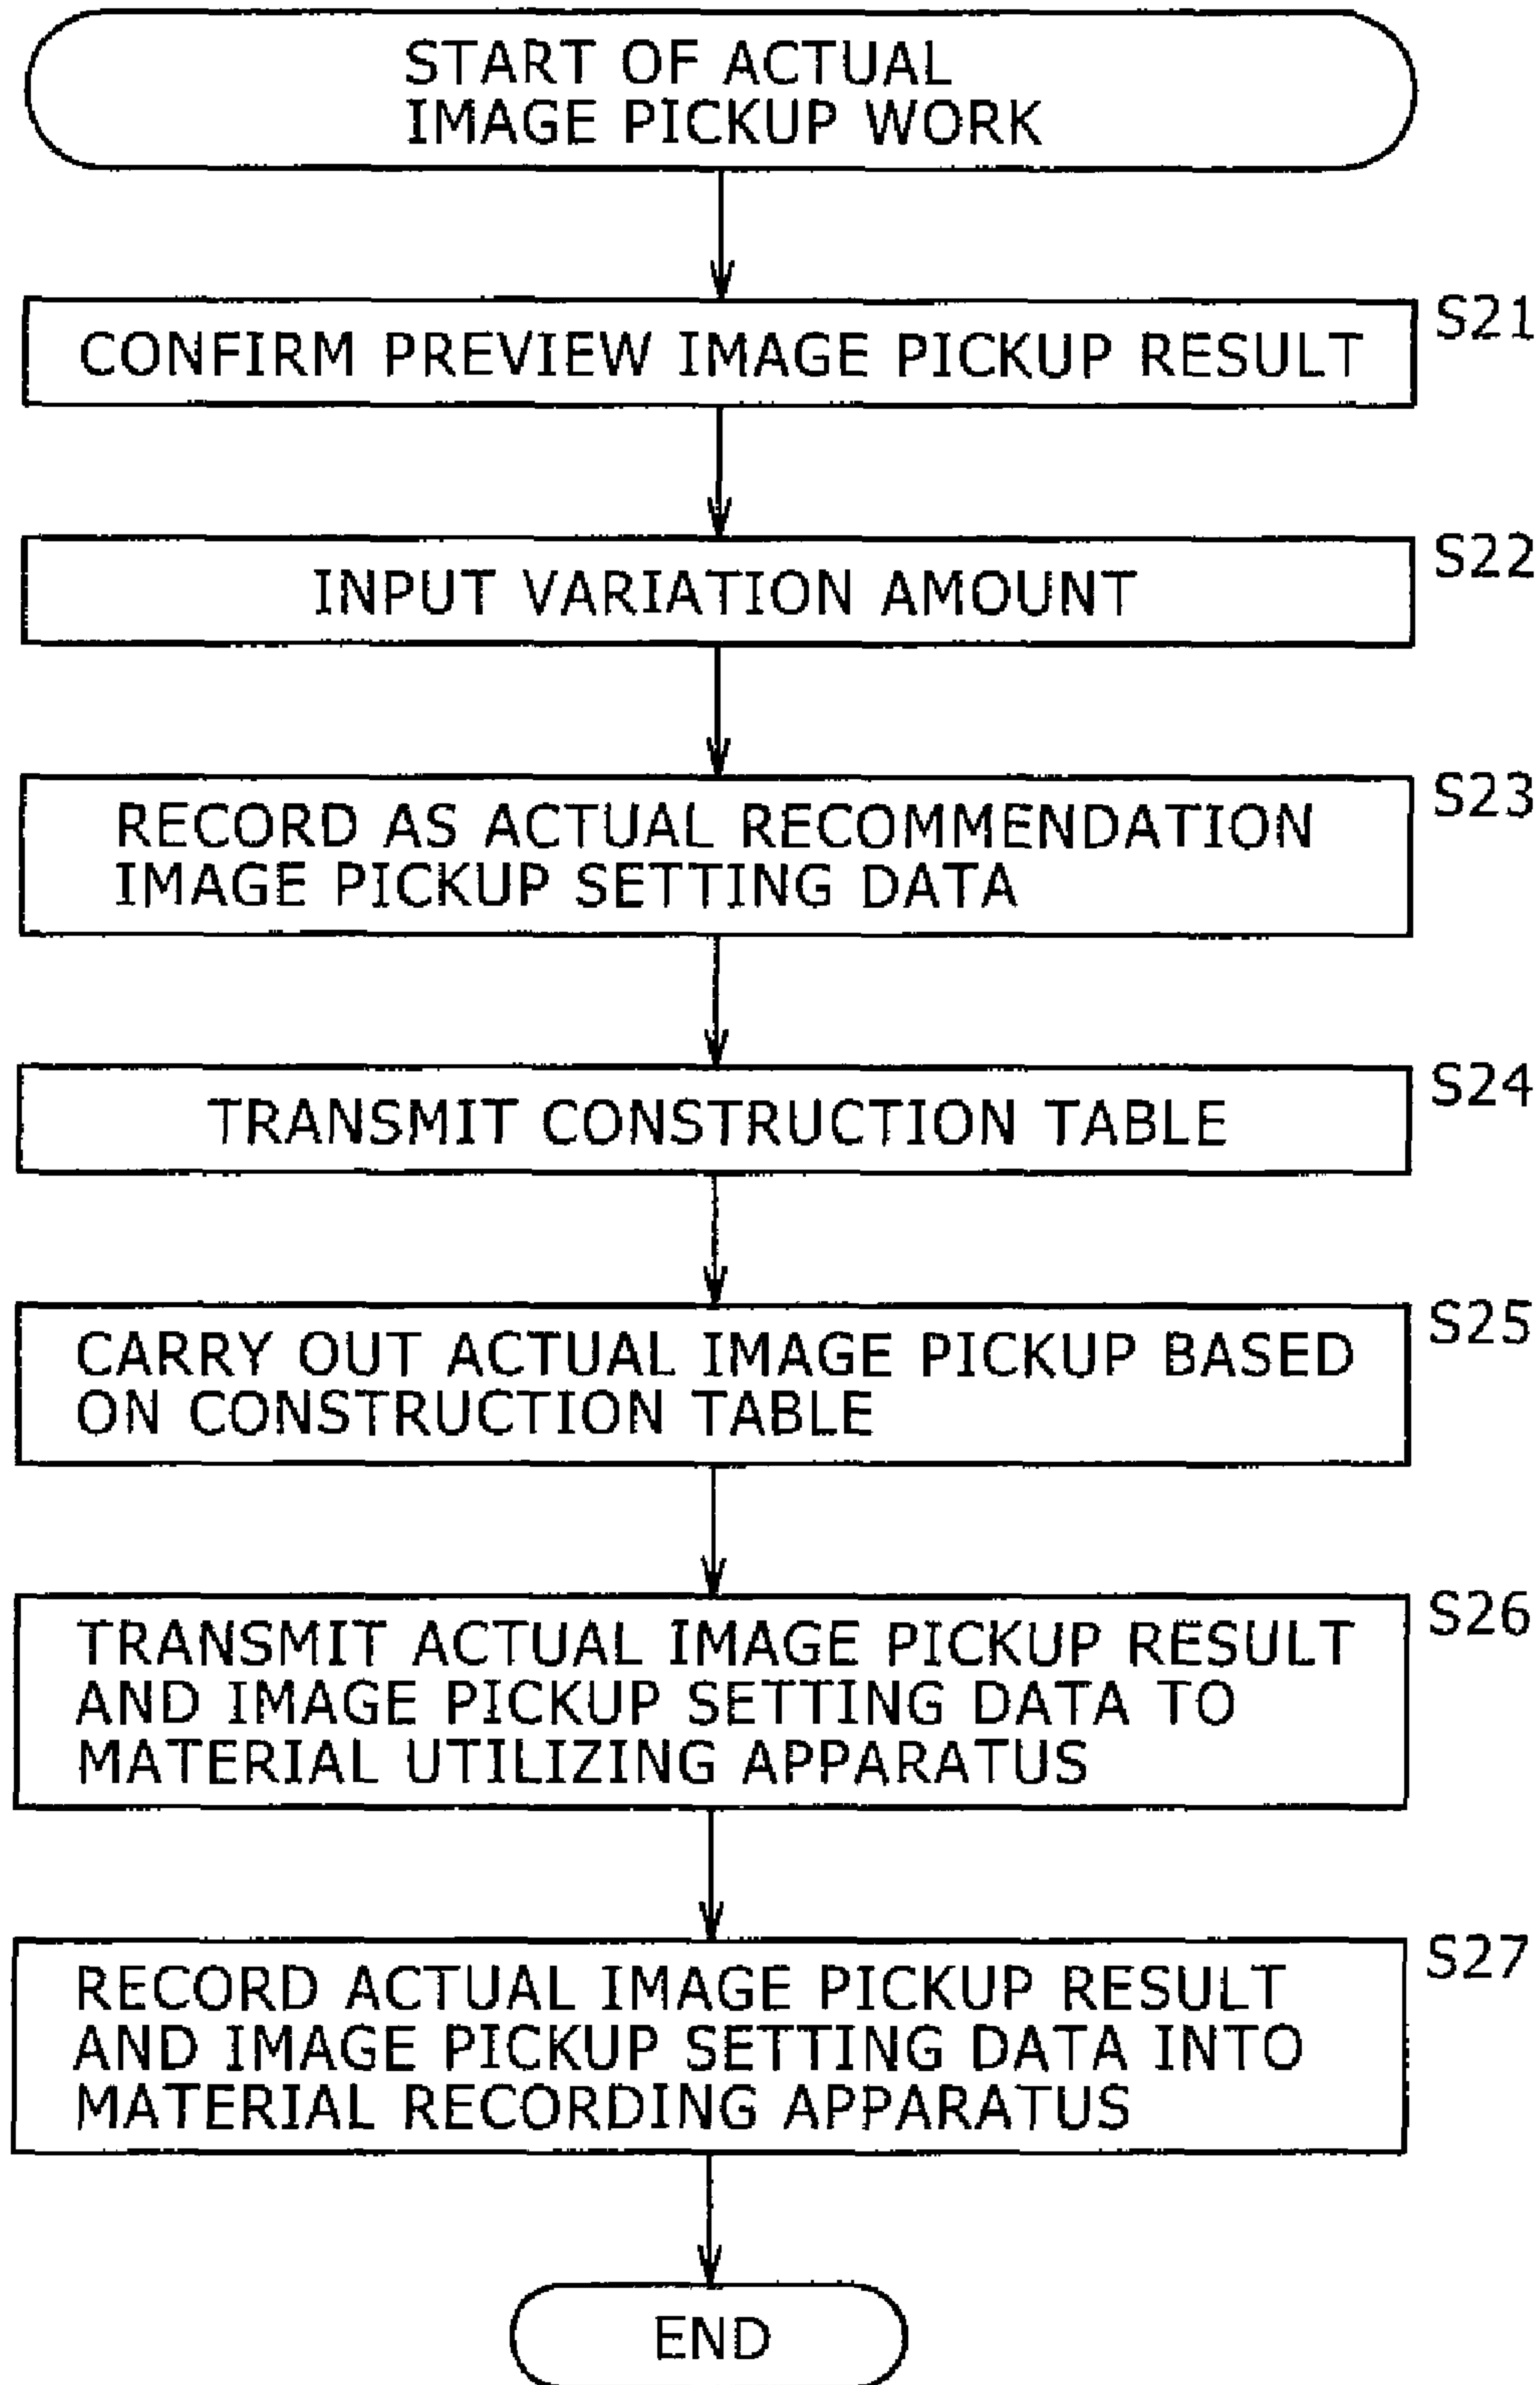 START OF ACTUAL
IMAGE PICKUP WORK
S21
CONFIRM PREVIEW IMAGE PICKUP RESULT
S22
INPUT VARIATION AMOUNT
S23
RECORD AS ACTUAL RECOMMENDATION
IMAGE PICKUP SETTING DATA
S24
TRANSMIT CONSTRUCTION TABLE
S25
CARRY OUT ACTUAL IMAGE PICKUP BASED
ON CONSTRUCTION TABLE
S26
TRANSMIT ACTUAL IMAGE PICKUP RESULT
AND IMAGE PICKUP SETTING DATA TO
MATERIAL UTILIZING APPARATUS
S27
RECORD ACTUAL IMAGE PICKUP RESULT
AND IMAGE PICKUP SETTING DATA INTO
MATERIAL RECORDING APPARATUS
END